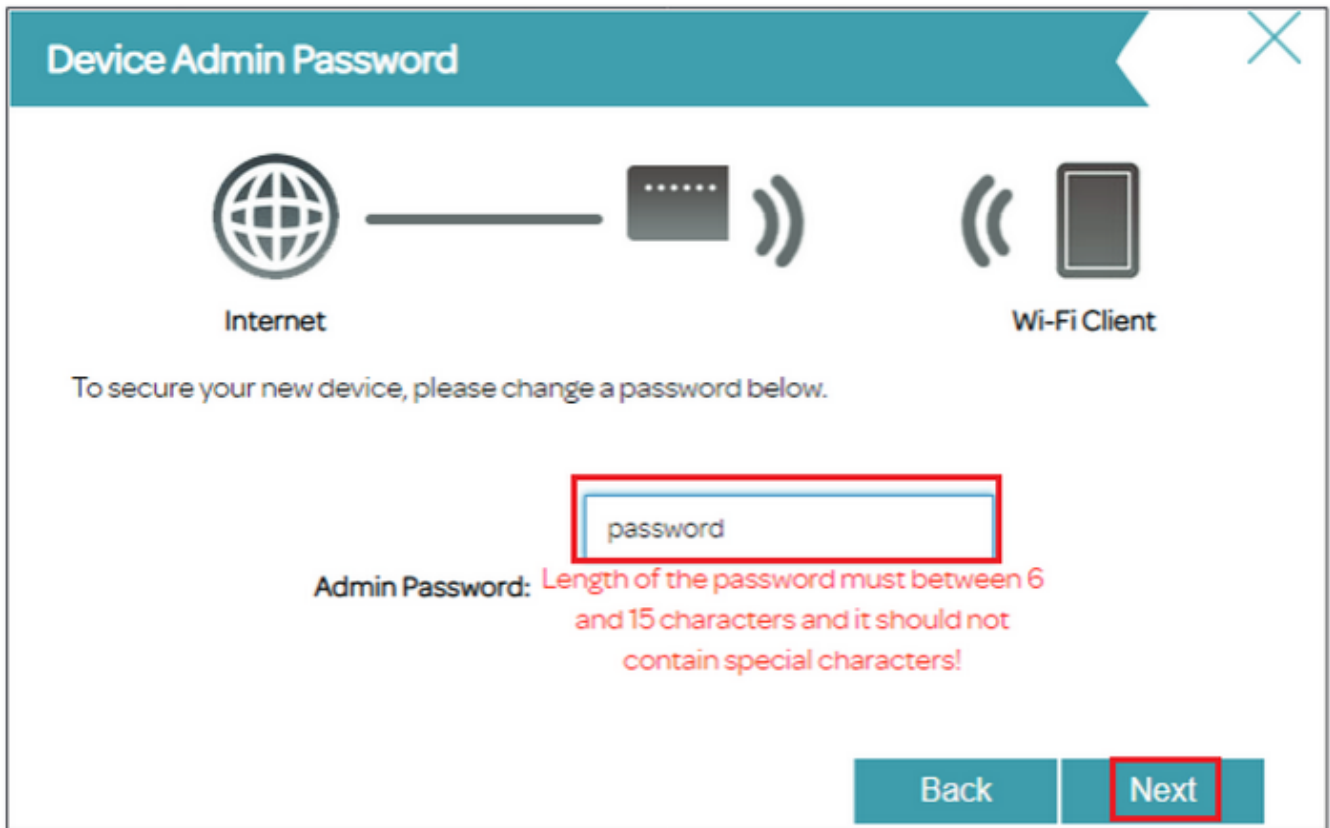 Device Admin Password
Internet
Wi-Fi Client
To secure your new device, please change a password below.
password
Admin Password:
Length of the password must between 6
and 15 characters and it should not
contain special characters!
Back
Next